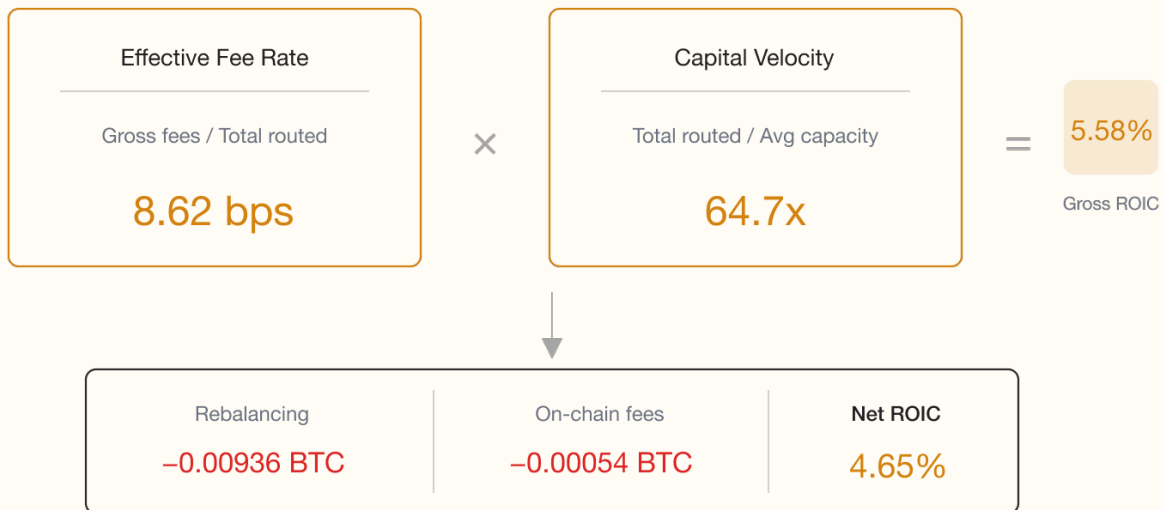 Effective Fee Rate
Gross fees / Total routed
8.62 bps
×
Capital Velocity
Total routed / Avg capacity
64.7x
=
5.58%
Gross ROIC
Rebalancing
−0.00936 BTC
On-chain fees
−0.00054 BTC
Net ROIC
4.65%